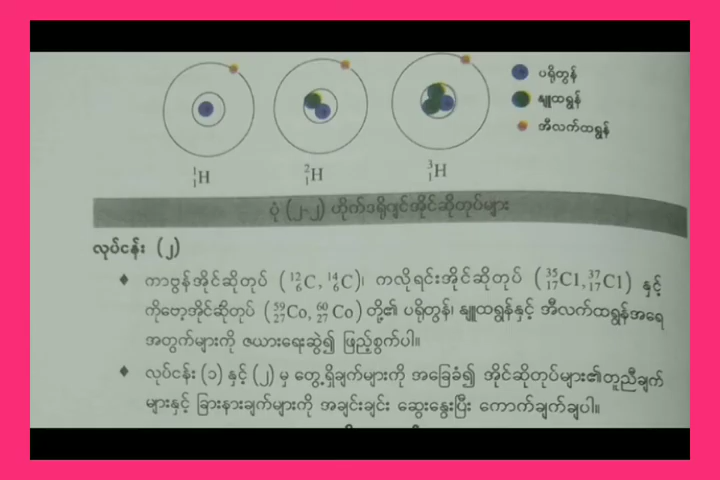 ပရိုတွန်
နျူထရွန်
အီလက်ထရွန်
¹₁H ²₁H ³₁H
ပုံ (၂-၂) ဟိုက်ဒရိုဂျင်အိုင်ဆိုတုပ်များ
လုပ်ငန်း (၂)
♦ ကာဗွန်အိုင်ဆိုတုပ် (¹²₆C, ¹⁴₆C)၊ ကလိုရင်းအိုင်ဆိုတုပ် (³⁵₁₇Cl, ³⁷₁₇Cl) နှင့်
ကိုဗော့အိုင်ဆိုတုပ် (⁵⁹₂₇Co, ⁶⁰₂₇Co) တို့၏ ပရိုတွန်၊ နျူထရွန်နှင့် အီလက်ထရွန်အရေ
အတွက်များကို ဇယားရေးဆွဲ၍ ဖြည့်စွက်ပါ။
♦ လုပ်ငန်း (၁) နှင့် (၂) မှ တွေ့ရှိချက်များကို အခြေခံ၍ အိုင်ဆိုတုပ်များ၏တူညီချက်
များနှင့် ခြားနားချက်များကို အချင်းချင်း ဆွေးနွေးပြီး ကောက်ချက်ချပါ။